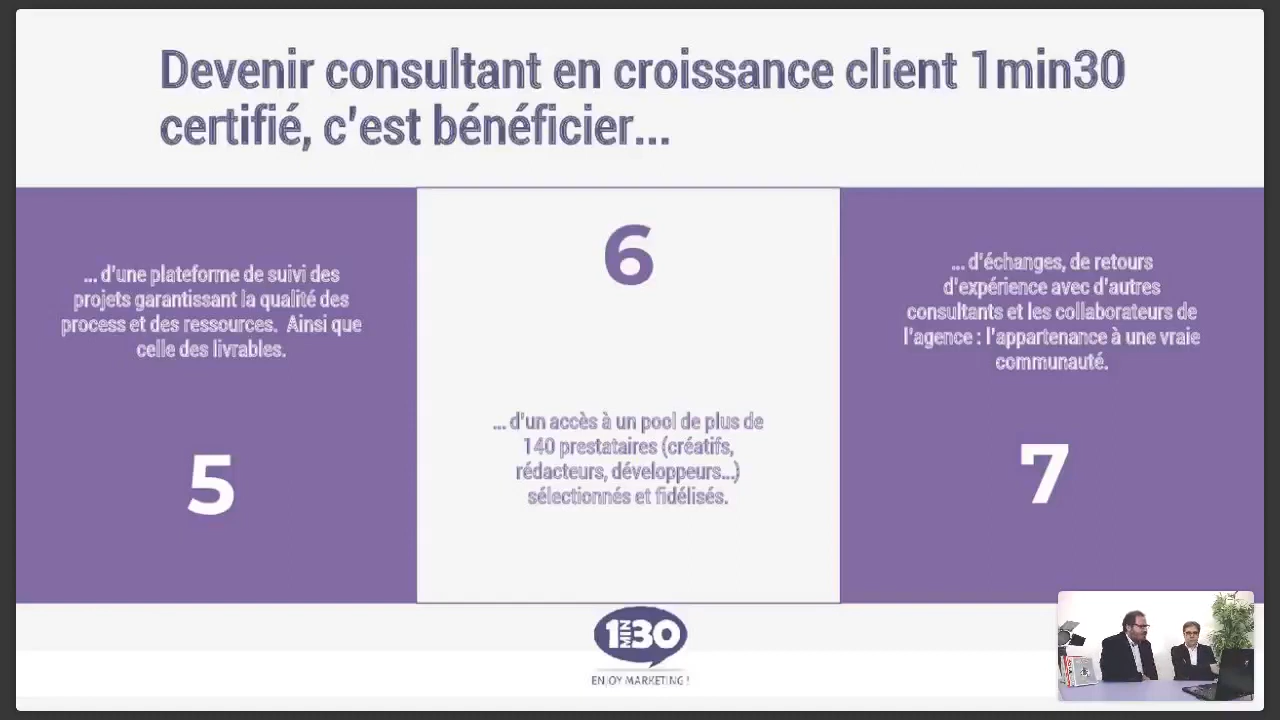 Devenir consultant en croissance client 1min30
certifié, c'est bénéficier...
... d'une plateforme de suivi des
projets garantissant la qualité des
process et des ressources. Ainsi que
celle des livrables.
5
6
... d'un accès à un pool de plus de
140 prestataires (créatifs,
rédacteurs, développeurs...)
sélectionnés et fidélisés.
... d'échanges, de retours
d'expérience avec d'autres
consultants et les collaborateurs de
l'agence : l'appartenance à une vraie
communauté.
7
1MIN30
ENJOY MARKETING !